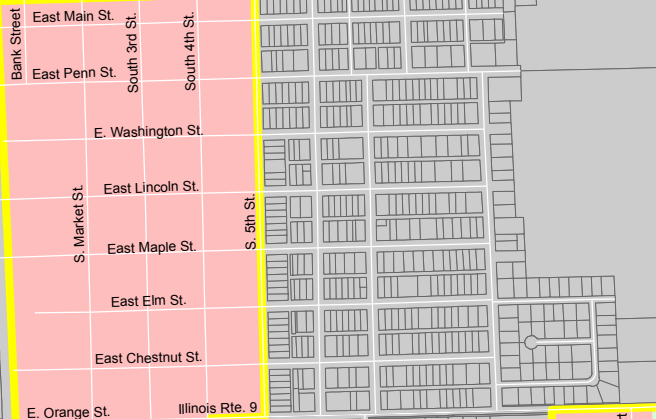 East Main St.
Bank Street
South 3rd St.
South 4th St.
East Penn St.
E. Washington St.
East Lincoln St.
S. Market St.
S. 5th St.
East Maple St.
East Elm St.
East Chestnut St.
E. Orange St.
Illinois Rte. 9